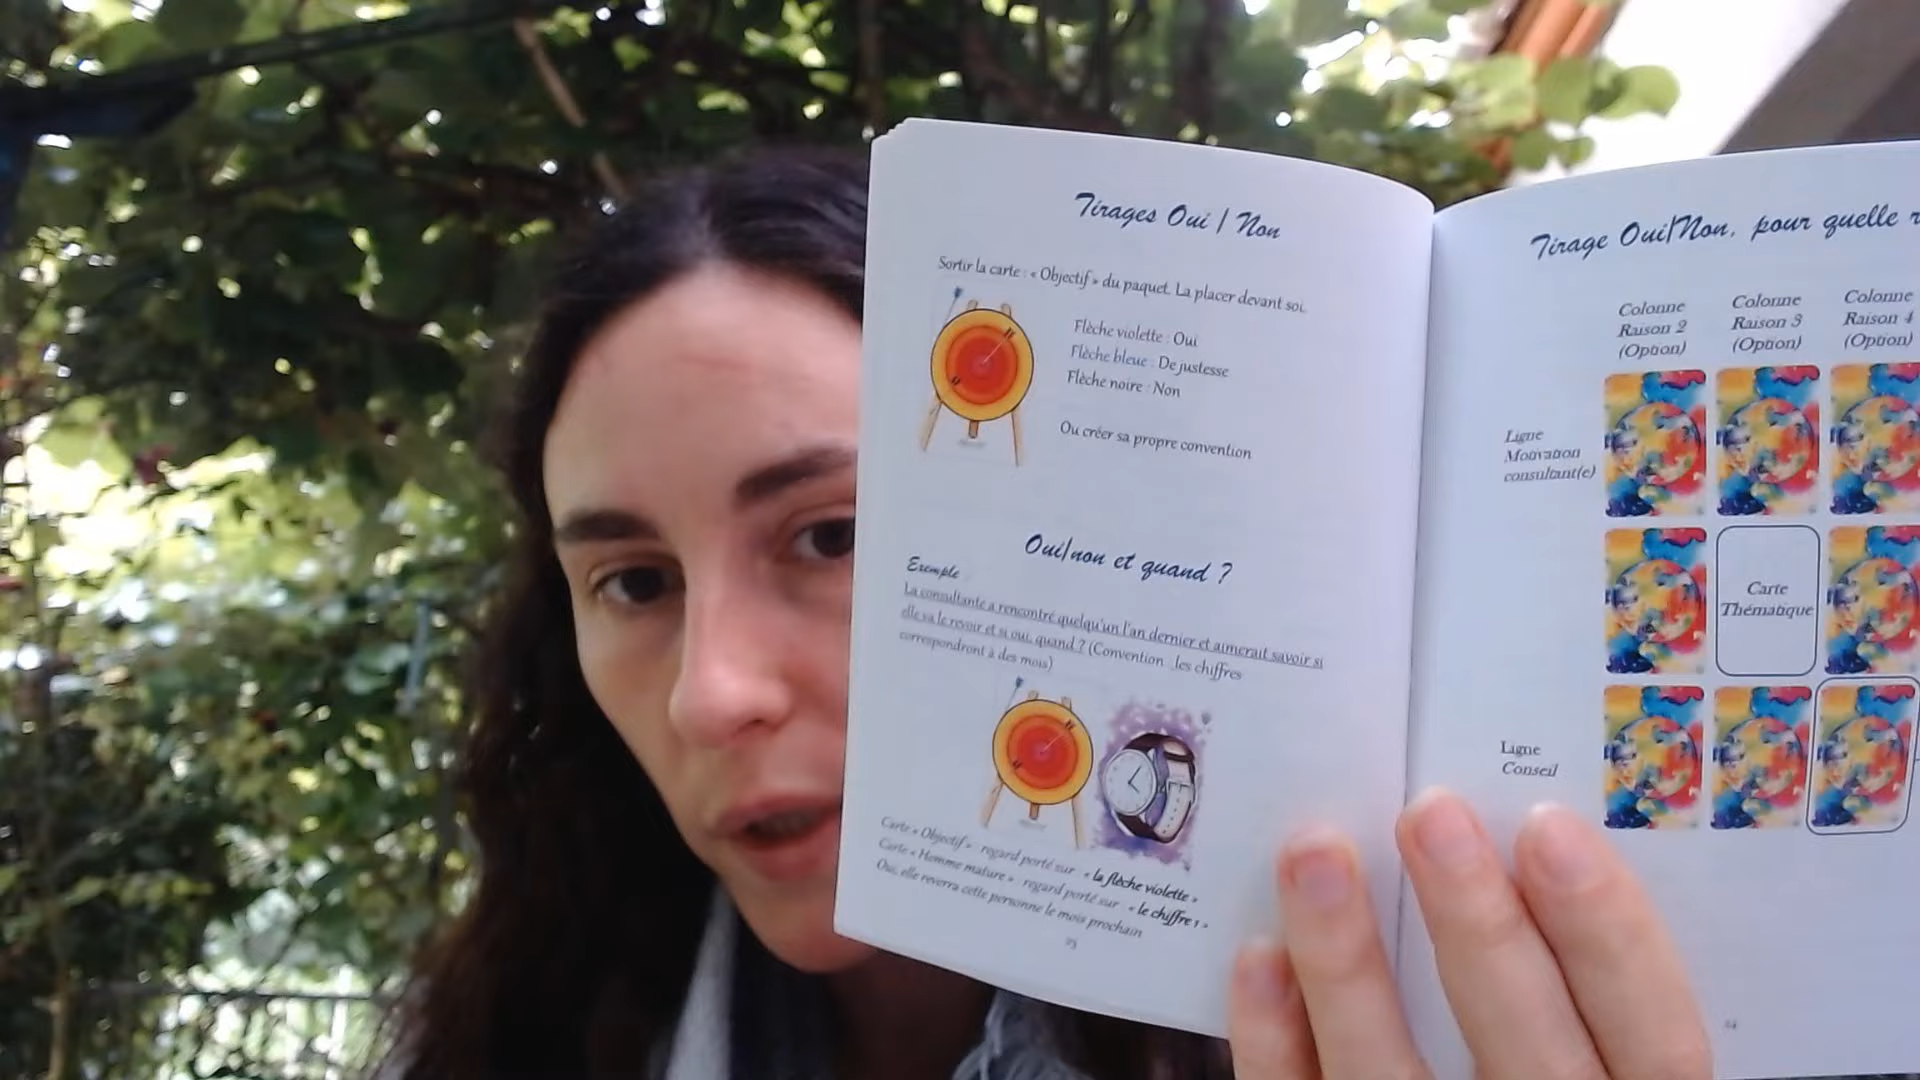 Tirages Oui / Non
Sortir la carte : « Objectif » du paquet. La placer devant soi.
Flèche violette : Oui
Flèche bleue : De justesse
Flèche noire : Non
Ou créer sa propre convention
Oui/non et quand ?
Exemple
La consultante a rencontré quelqu'un l'an dernier et aimerait savoir si
elle va le revoir et si oui, quand ? (Convention les chiffres
correspondront à des mois)
Carte « Objectif » regard porté sur « la flèche violette »
Carte « Homme mature » regard porté sur « le chiffre 1 »
Oui, elle reverra cette personne le mois prochain
23
Tirage Oui/Non, pour quelle
Colonne Colonne Colonne
Raison 2 Raison 3 Raison 4
(Option) (Option) (Option)
Ligne
Motivation
consultant(e)
Carte
Thématique
Ligne
Conseil
24